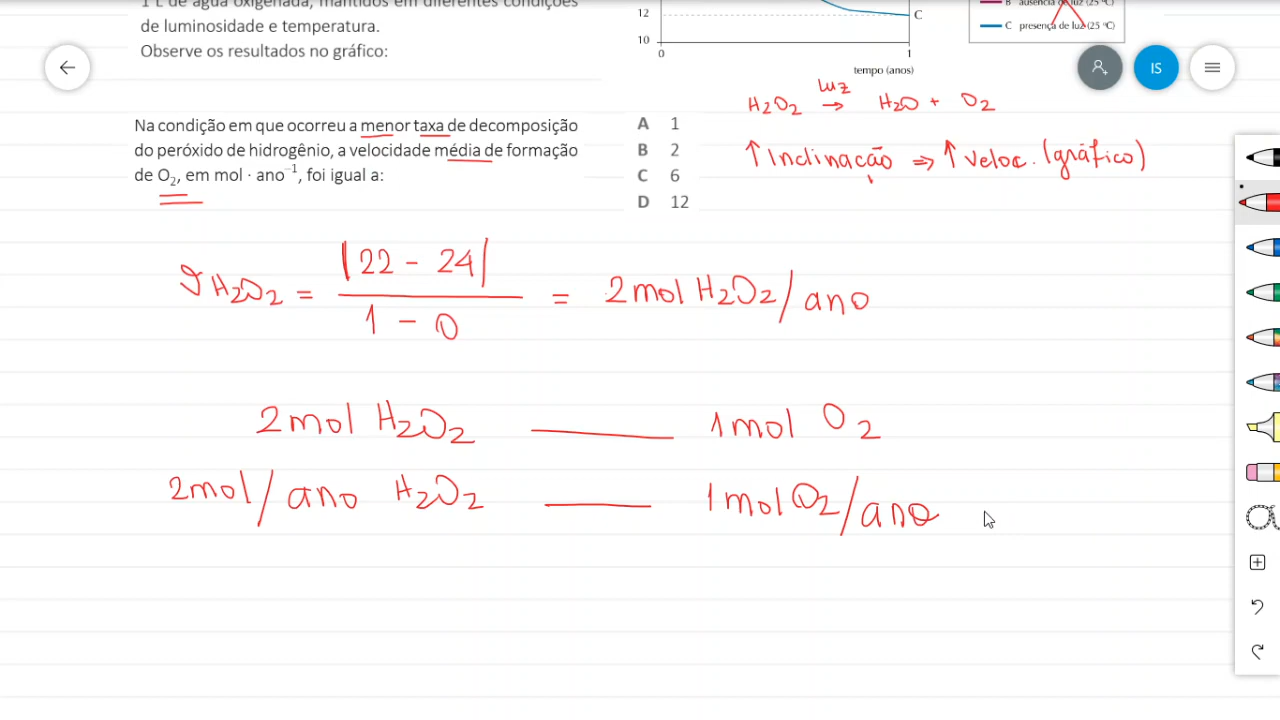 1 L de água oxigenada, mantidos em diferentes condições
de luminosidade e temperatura.
Observe os resultados no gráfico:
12
C
10
0
1
tempo (anos)
B ausência de luz (25 °C)
C presença de luz (25 °C)
IS
H2O2 luz → H2O + O2
Na condição em que ocorreu a menor taxa de decomposição
do peróxido de hidrogênio, a velocidade média de formação
de O₂, em mol · ano⁻¹, foi igual a:
A 1
B 2
C 6
D 12
↑ Inclinação ⇒ ↑ veloc. (gráfico)
ϑ H2O2 = |22 - 24| / 1 - 0 = 2 mol H2O2/ano
2 mol H2O2 —— 1 mol O2
2 mol/ano H2O2 —— 1 mol O2/ano